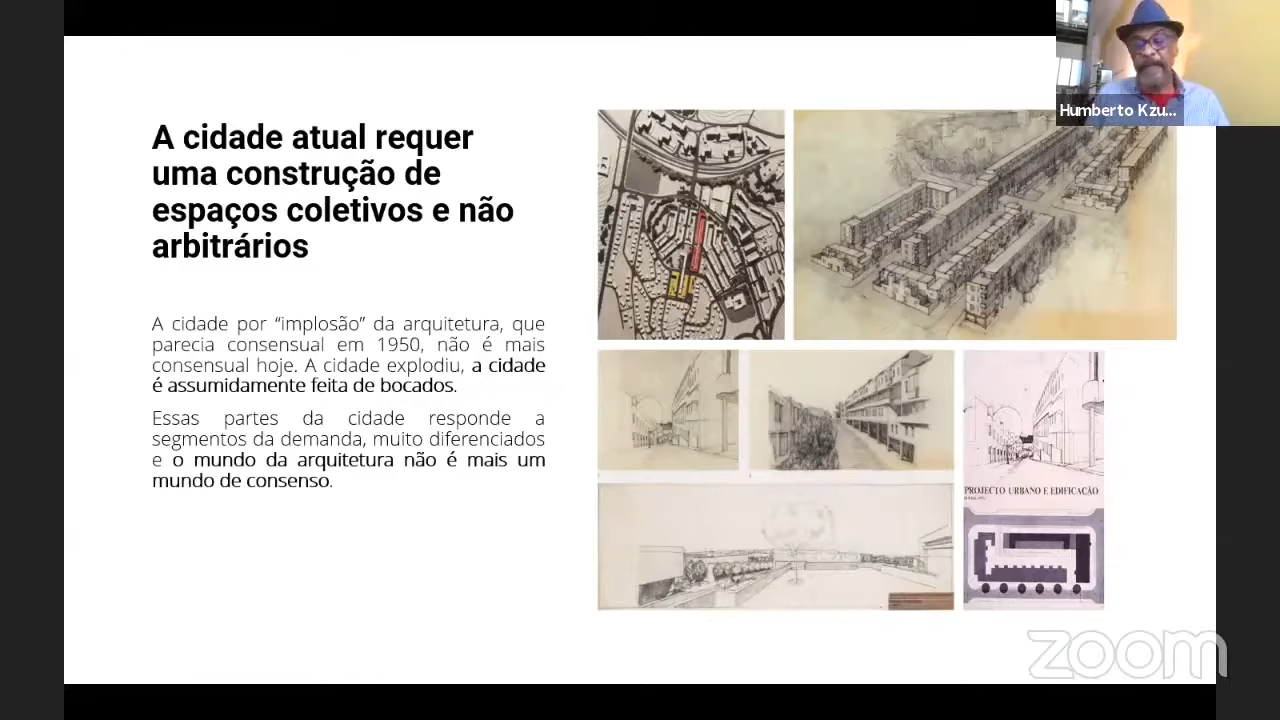 Humberto Kzu...
A cidade atual requer
uma construção de
espaços coletivos e não
arbitrários
A cidade por “implosão” da arquitetura, que
parecia consensual em 1950, não é mais
consensual hoje. A cidade explodiu, a cidade
é assumidamente feita de bocados.
Essas partes da cidade responde a
segmentos da demanda, muito diferenciados
e o mundo da arquitetura não é mais um
mundo de consenso.
PROJECTO URBANO E EDIFICAÇÃO
zoom